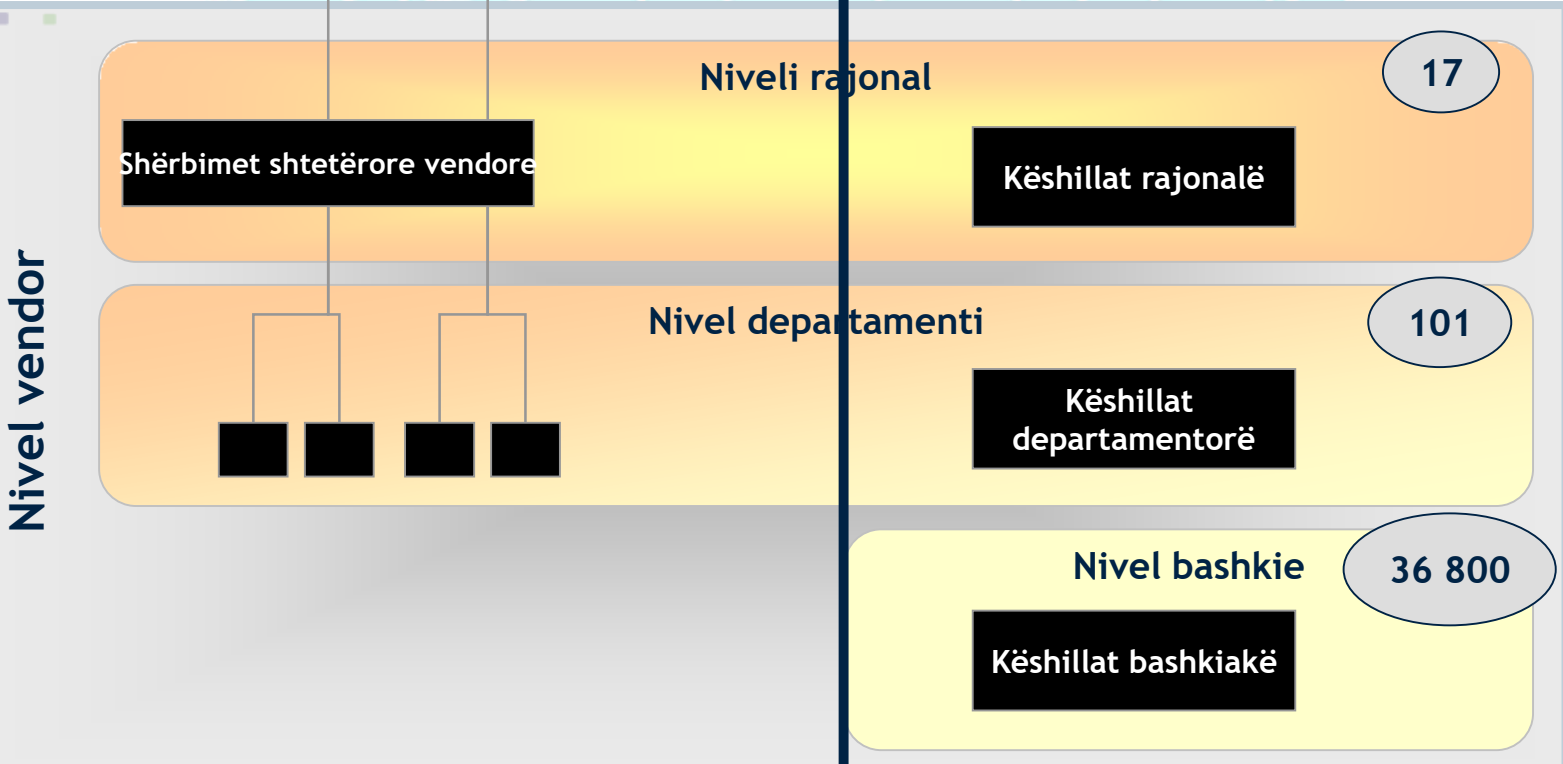 Nivel vendor
Niveli rajonal
17
Shërbimet shtetërore vendore
Këshillat rajonalë
Nivel departamenti
101
Këshillat
departamentorë
Nivel bashkie
36 800
Këshillat bashkiakë